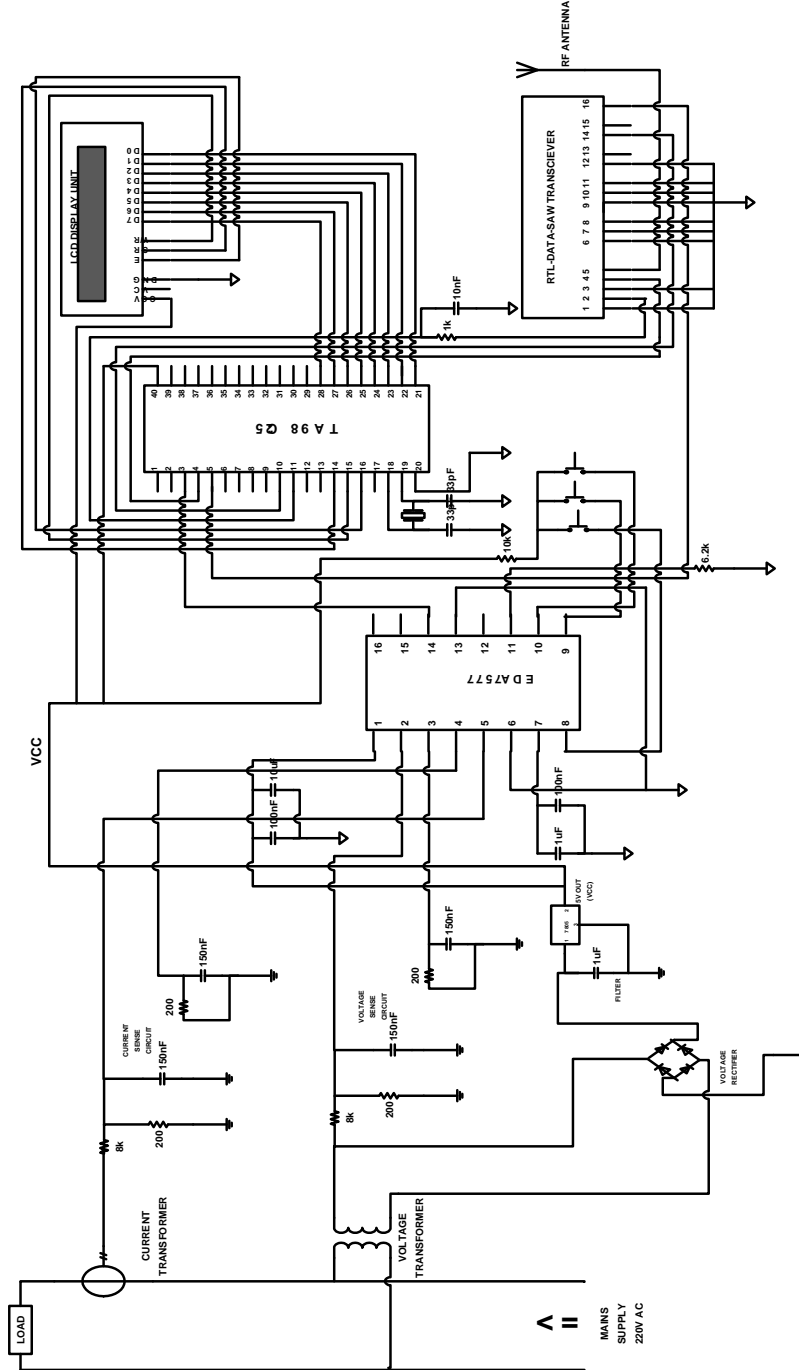 LCD DISPLAY UNIT
D0
D1
D2
D3
D4
D5
D6
D7
E
RF ANTENNA
RTL-DATA-SAW TRANSCIEVER
1 2 3 4 5 6 7 8 9 10 11 12 13 14 15 16
10nF
1k
40 39 38 37 36 35 34 33 32 31 30 29 28 27 26 25 24 23 22 21
1 2 3 4 5 6 7 8 9 10 11 12 13 14 15 16 17 18 19 20
33pF
33pF
10k
6.2k
16 15 14 13 12 11 10 9
EDA7577
1 2 3 4 5 6 7 8
VCC
10uF
100nF
100nF
1uF
5V OUT
(VCC)
1 7805 2
3
1uF
FILTER
200
150nF
200
150nF
CURRENT
SENSE
CIRCUIT
150nF
VOLTAGE
SENSE
CIRCUIT
150nF
8k
200
8k
200
VOLTAGE
RECTIFIER
CURRENT
TRANSFORMER
VOLTAGE
TRANSFORMER
LOAD
MAINS
SUPPLY
220V AC